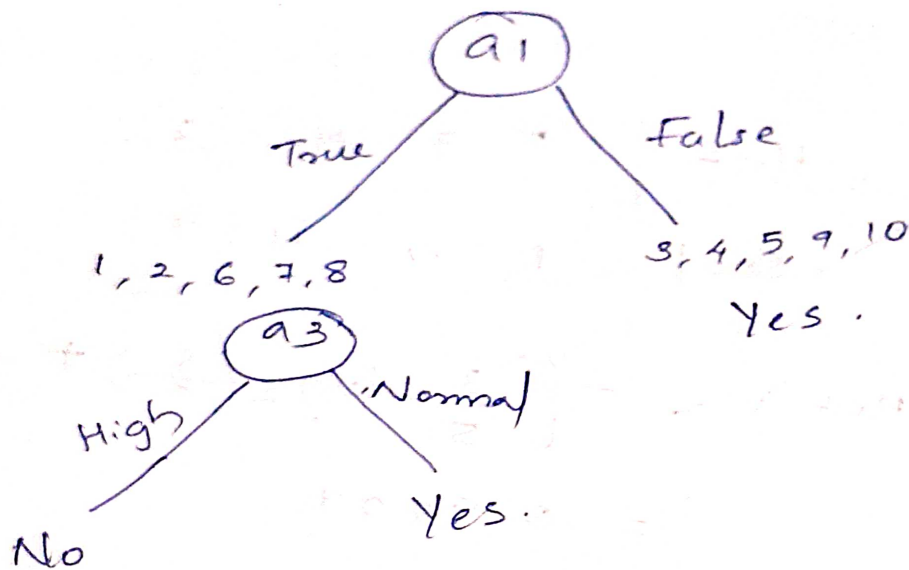 a1
True
False
1, 2, 6, 7, 8
3, 4, 5, 9, 10
Yes.
a3
High
Normal
No
Yes.